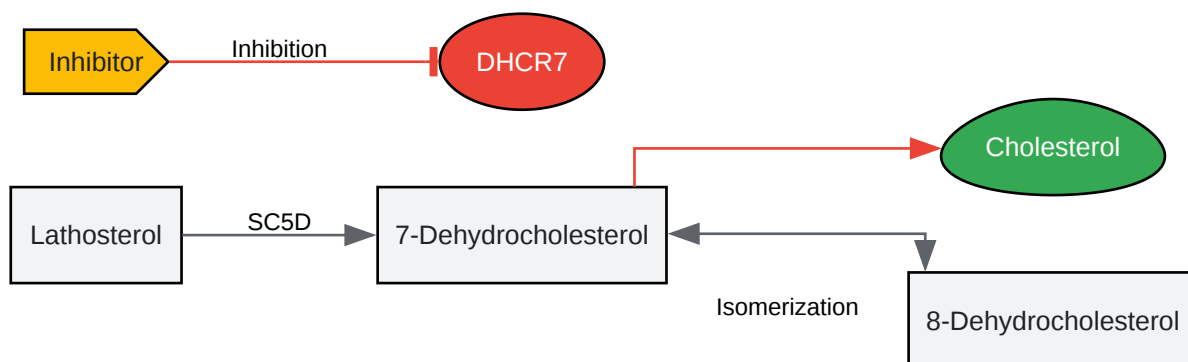 Inhibitor
Inhibition
DHCR7
Cholesterol
Lathosterol
SC5D
7-Dehydrocholesterol
Isomerization
8-Dehydrocholesterol